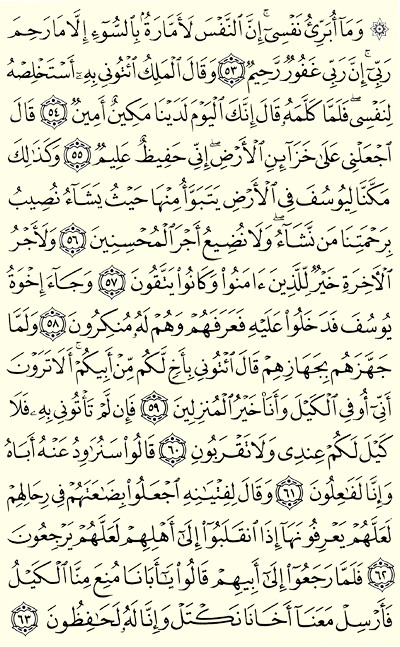 ۞ وَمَآ أُبَرِّئُ نَفْسِىٓ ۚ إِنَّ ٱلنَّفْسَ لَأَمَّارَةٌۢ بِٱلسُّوٓءِ إِلَّا مَا رَحِمَ
رَبِّىٓ ۚ إِنَّ رَبِّى غَفُورٌ رَّحِيمٌ ﴿٥٣﴾ وَقَالَ ٱلْمَلِكُ ٱئْتُونِى بِهِۦٓ أَسْتَخْلِصْهُ
لِنَفْسِى ۖ فَلَمَّا كَلَّمَهُۥ قَالَ إِنَّكَ ٱلْيَوْمَ لَدَيْنَا مَكِينٌ أَمِينٌ ﴿٥٤﴾ قَالَ
ٱجْعَلْنِى عَلَىٰ خَزَآئِنِ ٱلْأَرْضِ ۖ إِنِّى حَفِيظٌ عَلِيمٌ ﴿٥٥﴾ وَكَذَٰلِكَ
مَكَّنَّا لِيُوسُفَ فِى ٱلْأَرْضِ يَتَبَوَّأُ مِنْهَا حَيْثُ يَشَآءُ ۚ نُصِيبُ
بِرَحْمَتِنَا مَن نَّشَآءُ ۖ وَلَا نُضِيعُ أَجْرَ ٱلْمُحْسِنِينَ ﴿٥٦﴾ وَلَأَجْرُ
ٱلْأَخِرَةِ خَيْرٌ لِّلَّذِينَ ءَامَنُوا۟ وَكَانُوا۟ يَتَّقُونَ ﴿٥٧﴾ وَجَآءَ إِخْوَةُ
يُوسُفَ فَدَخَلُوا۟ عَلَيْهِ فَعَرَفَهُمْ وَهُمْ لَهُۥ مُنكِرُونَ ﴿٥٨﴾ وَلَمَّا
جَهَّزَهُم بِجَهَازِهِمْ قَالَ ٱئْتُونِى بِأَخٍ لَّكُم مِّنْ أَبِيكُمْ ۚ أَلَا تَرَوْنَ
أَنِّىٓ أُوفِى ٱلْكَيْلَ وَأَنَا۠ خَيْرُ ٱلْمُنزِلِينَ ﴿٥٩﴾ فَإِن لَّمْ تَأْتُونِى بِهِۦ فَلَا
كَيْلَ لَكُمْ عِندِى وَلَا تَقْرَبُونِ ﴿٦٠﴾ قَالُوا۟ سَنُرَٰوِدُ عَنْهُ أَبَاهُ
وَإِنَّا لَفَٰعِلُونَ ﴿٦١﴾ وَقَالَ لِفِتْيَٰنِهِ ٱجْعَلُوا۟ بِضَٰعَتَهُمْ فِى رِحَالِهِمْ
لَعَلَّهُمْ يَعْرِفُونَهَآ إِذَا ٱنقَلَبُوٓا۟ إِلَىٰٓ أَهْلِهِمْ لَعَلَّهُمْ يَرْجِعُونَ
﴿٦٢﴾ فَلَمَّا رَجَعُوٓا۟ إِلَىٰٓ أَبِيهِمْ قَالُوا۟ يَٰٓأَبَانَا مُنِعَ مِنَّا ٱلْكَيْلُ
فَأَرْسِلْ مَعَنَآ أَخَانَا نَكْتَلْ وَإِنَّا لَهُۥ لَحَٰفِظُونَ ﴿٦٣﴾